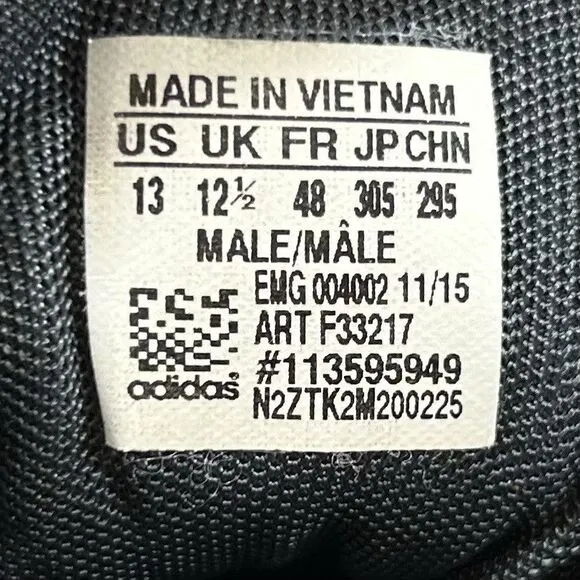 MADE IN VIETNAM
US UK FR JP CHN
13 12½ 48 305 295
MALE/MÂLE
EMG 004002 11/15
ART F33217
#113595949
adidas®
N2ZTK2M200225